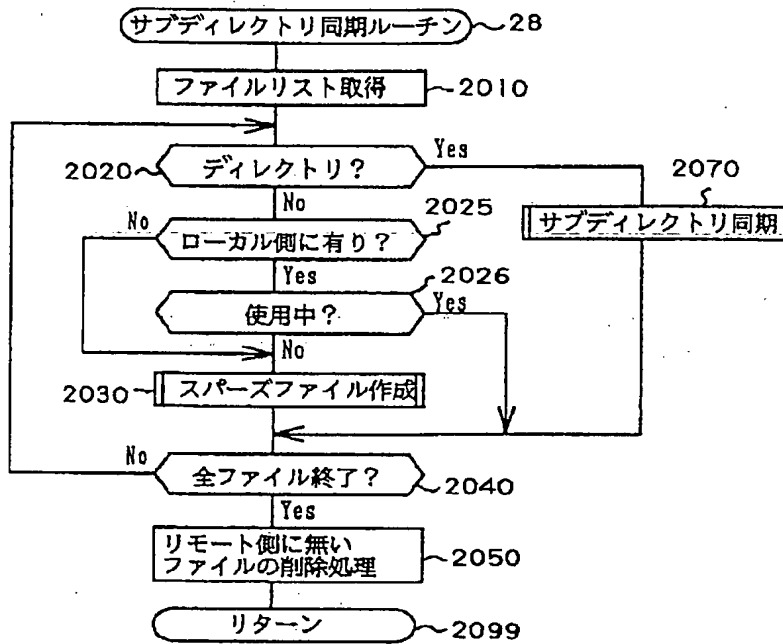 サブディレクトリ同期ルーチン 28
ファイルリスト取得 2010
2020 ディレクトリ? Yes
No
2070
サブディレクトリ同期
No ローカル側に有り? 2025
Yes
使用中? 2026
Yes
No
2030 スパーズファイル作成
No 全ファイル終了? 2040
Yes
リモート側に無い
ファイルの削除処理 2050
リターン 2099